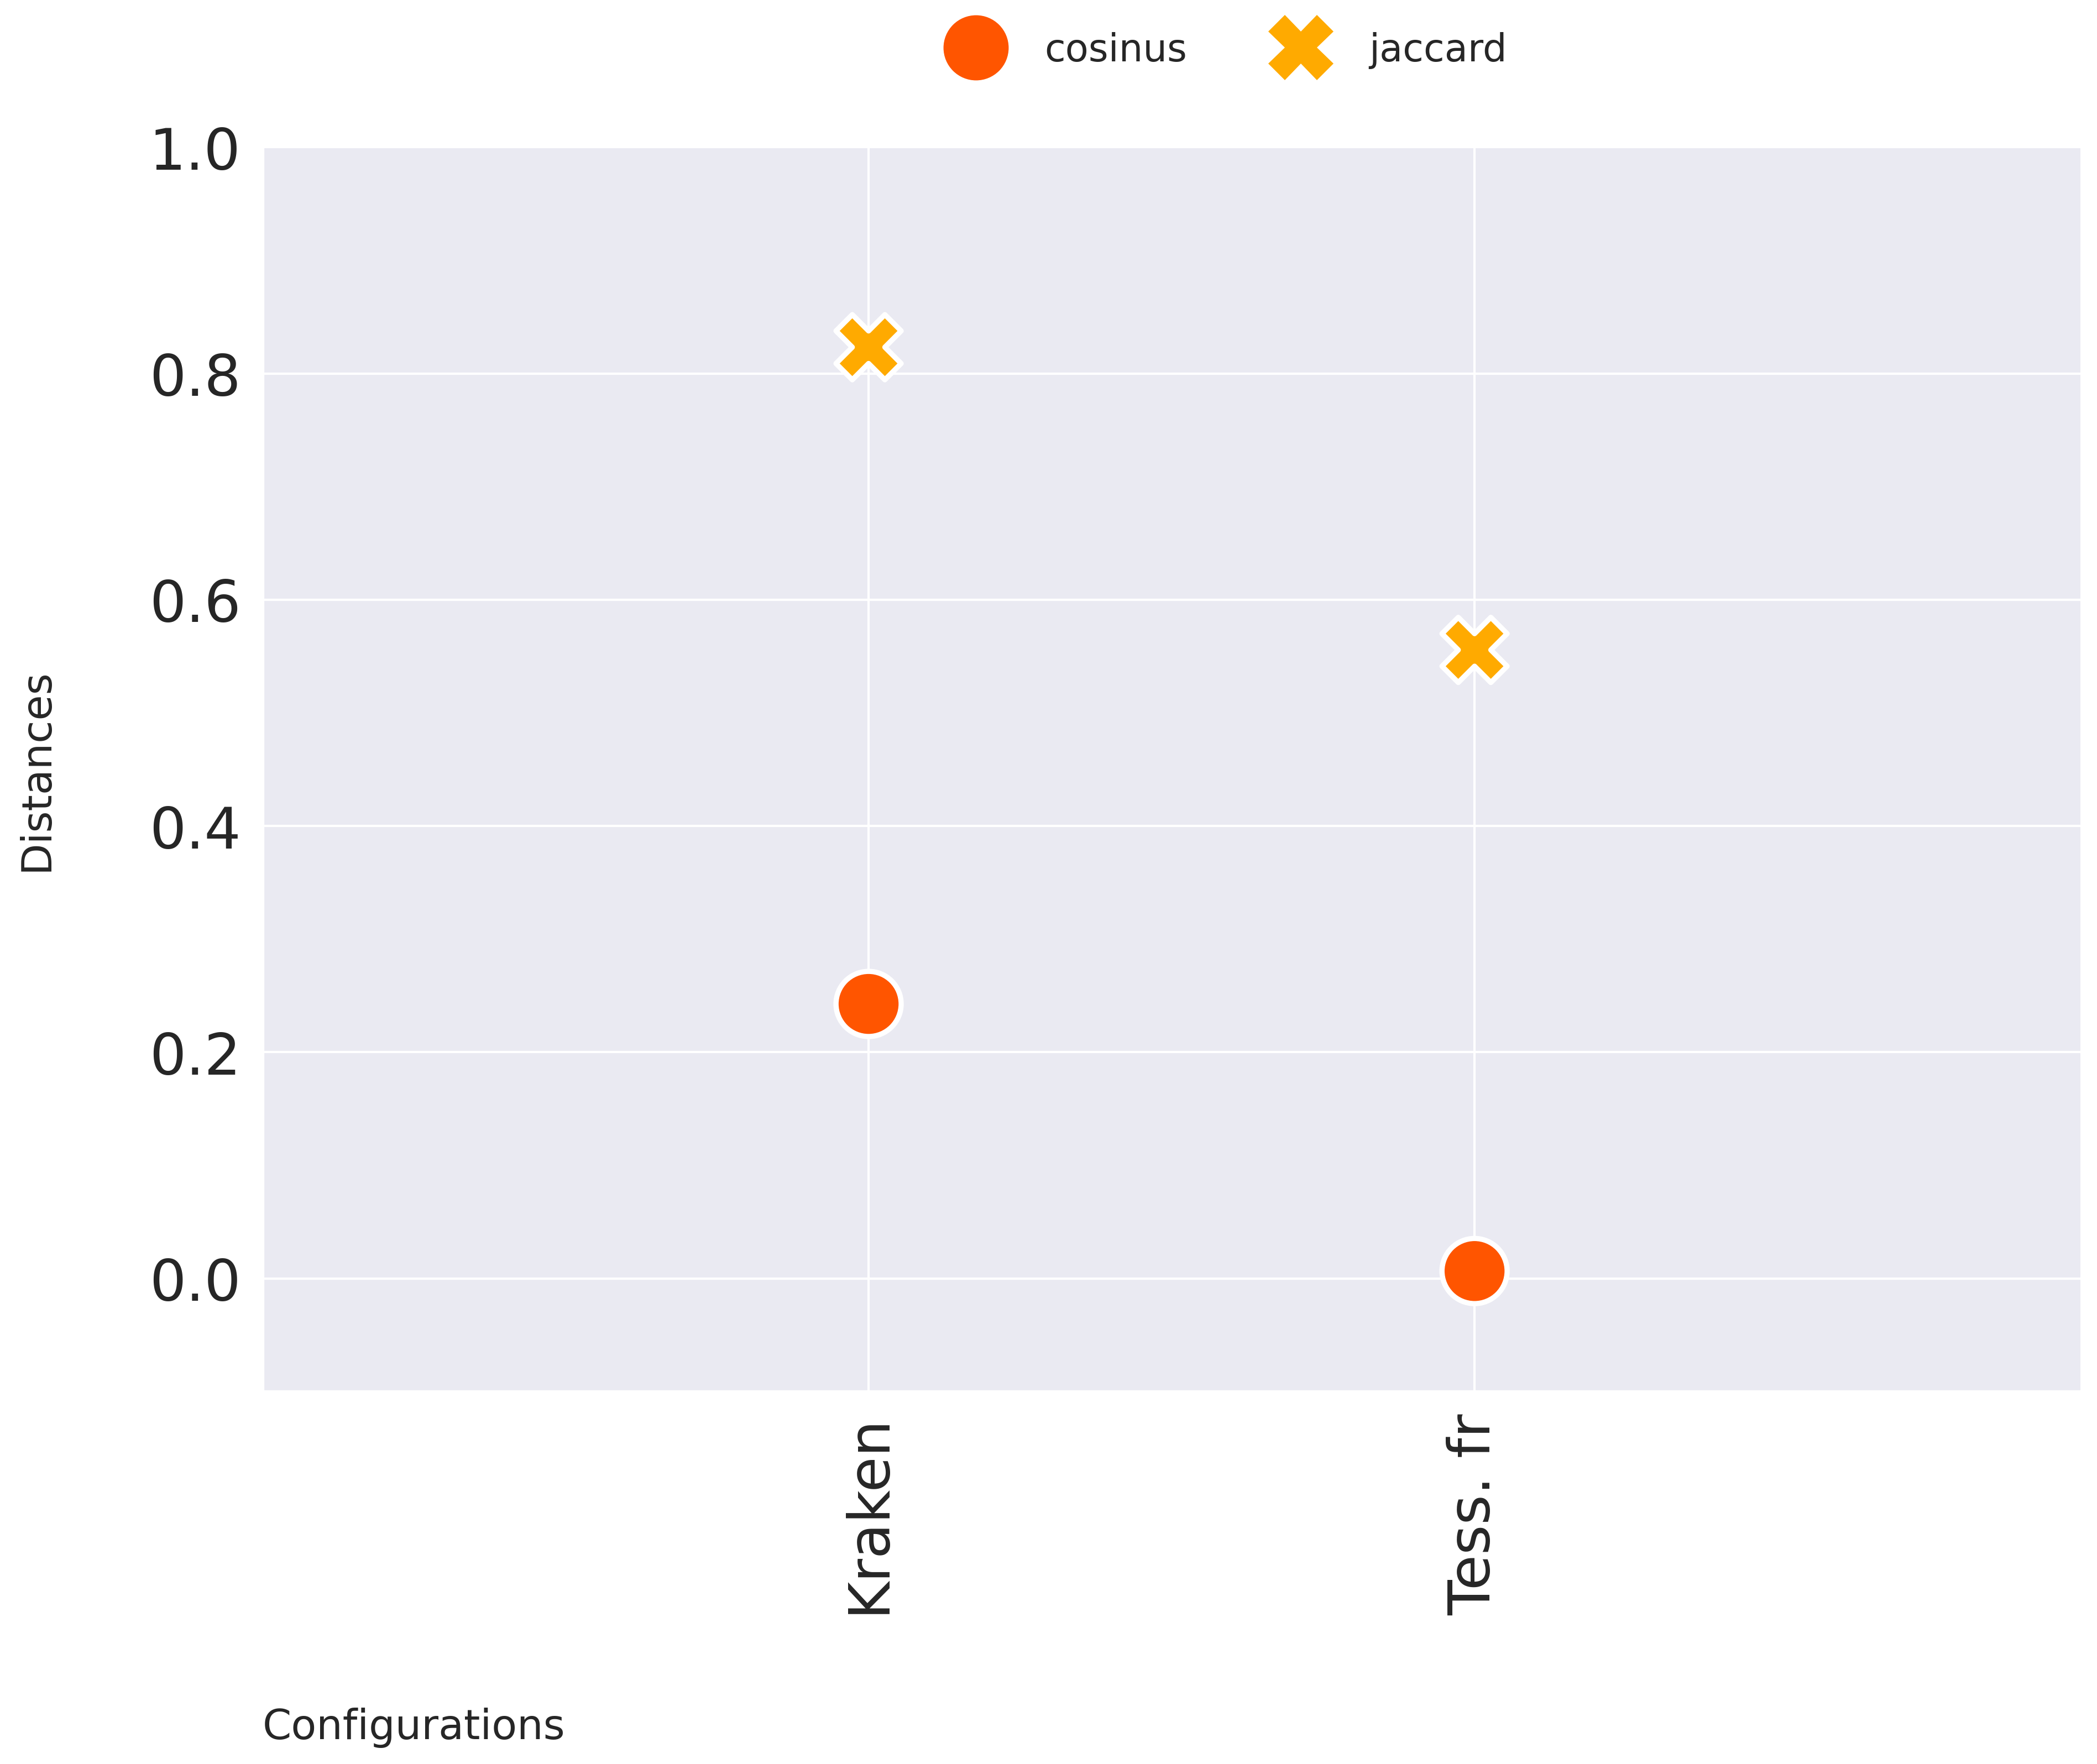 cosinus jaccard
1.0
0.8
0.6
0.4
0.2
0.0
Distances
Kraken
Tess. fr
Configurations